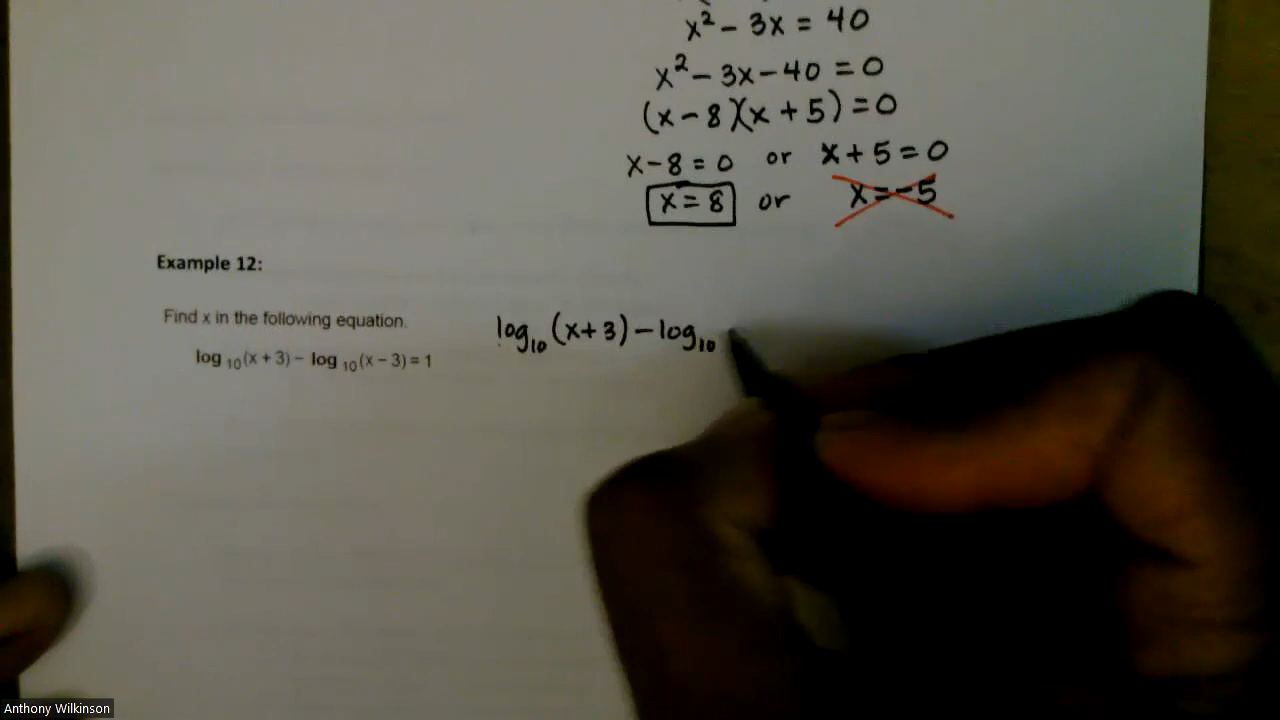 x² - 3x = 40
x² - 3x - 40 = 0
(x - 8)(x + 5) = 0
x - 8 = 0 or x + 5 = 0
x = 8 or x = -5
Example 12:
Find x in the following equation.
log₁₀(x + 3) - log₁₀(x - 3) = 1
log₁₀(x + 3) - log₁₀
Anthony Wilkinson